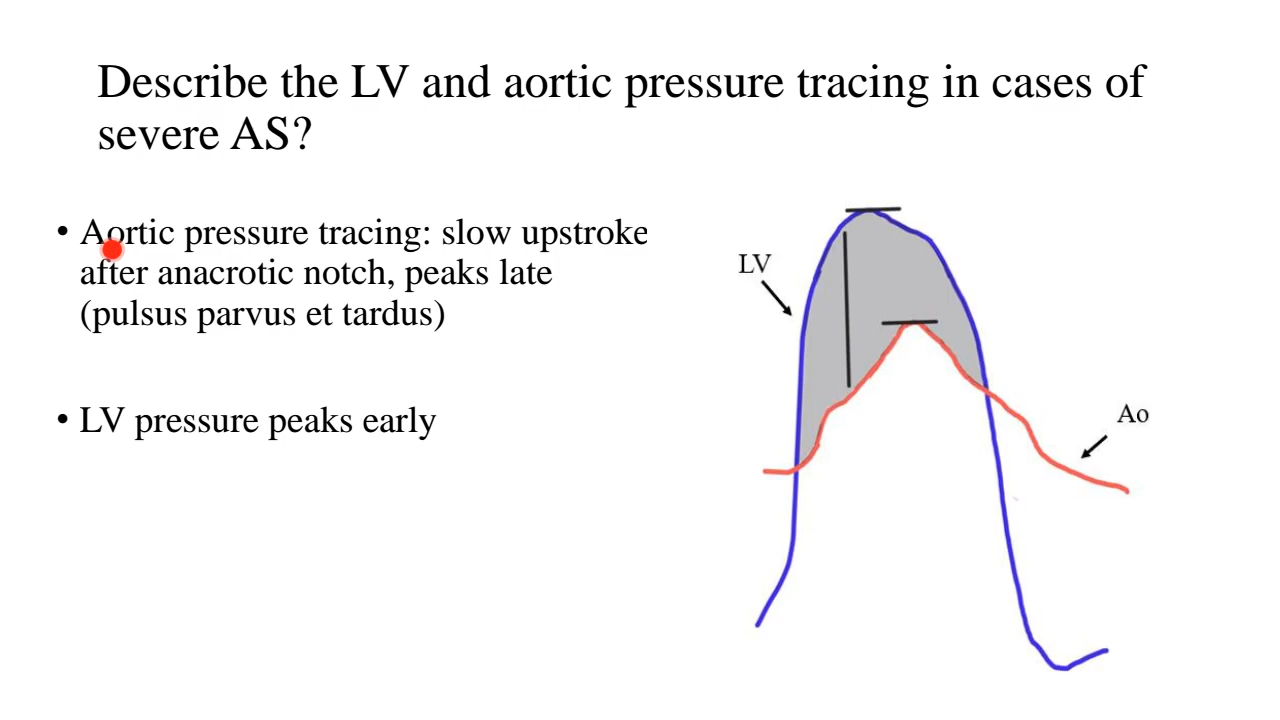 Describe the LV and aortic pressure tracing in cases of
severe AS?
• Aortic pressure tracing: slow upstroke
after anacrotic notch, peaks late
(pulsus parvus et tardus)
• LV pressure peaks early
LV
Ao